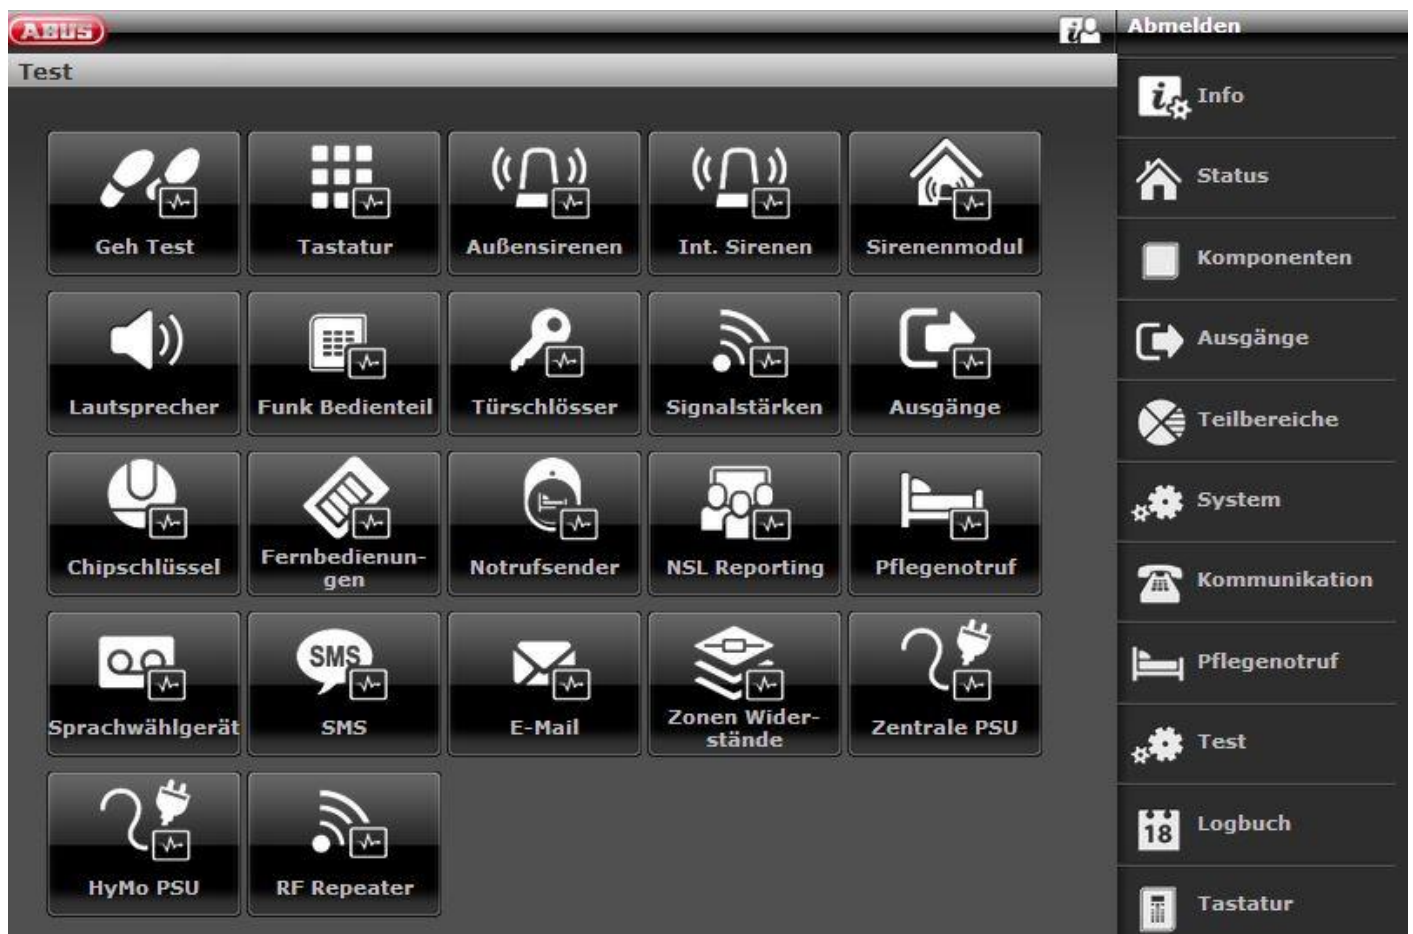 ABUS
Abmelden
Test
Geh Test
Tastatur
Außensirenen
Int. Sirenen
Sirenenmodul
Lautsprecher
Funk Bedienteil
Türschlösser
Signalstärken
Ausgänge
Chipschlüssel
Fernbedienun-
gen
Notrufsender
NSL Reporting
Pflegenotruf
SMS
Sprachwählgerät
SMS
E-Mail
Zonen Wider-
stände
Zentrale PSU
HyMo PSU
RF Repeater
Info
Status
Komponenten
Ausgänge
Teilbereiche
System
Kommunikation
Pflegenotruf
Test
18
Logbuch
Tastatur